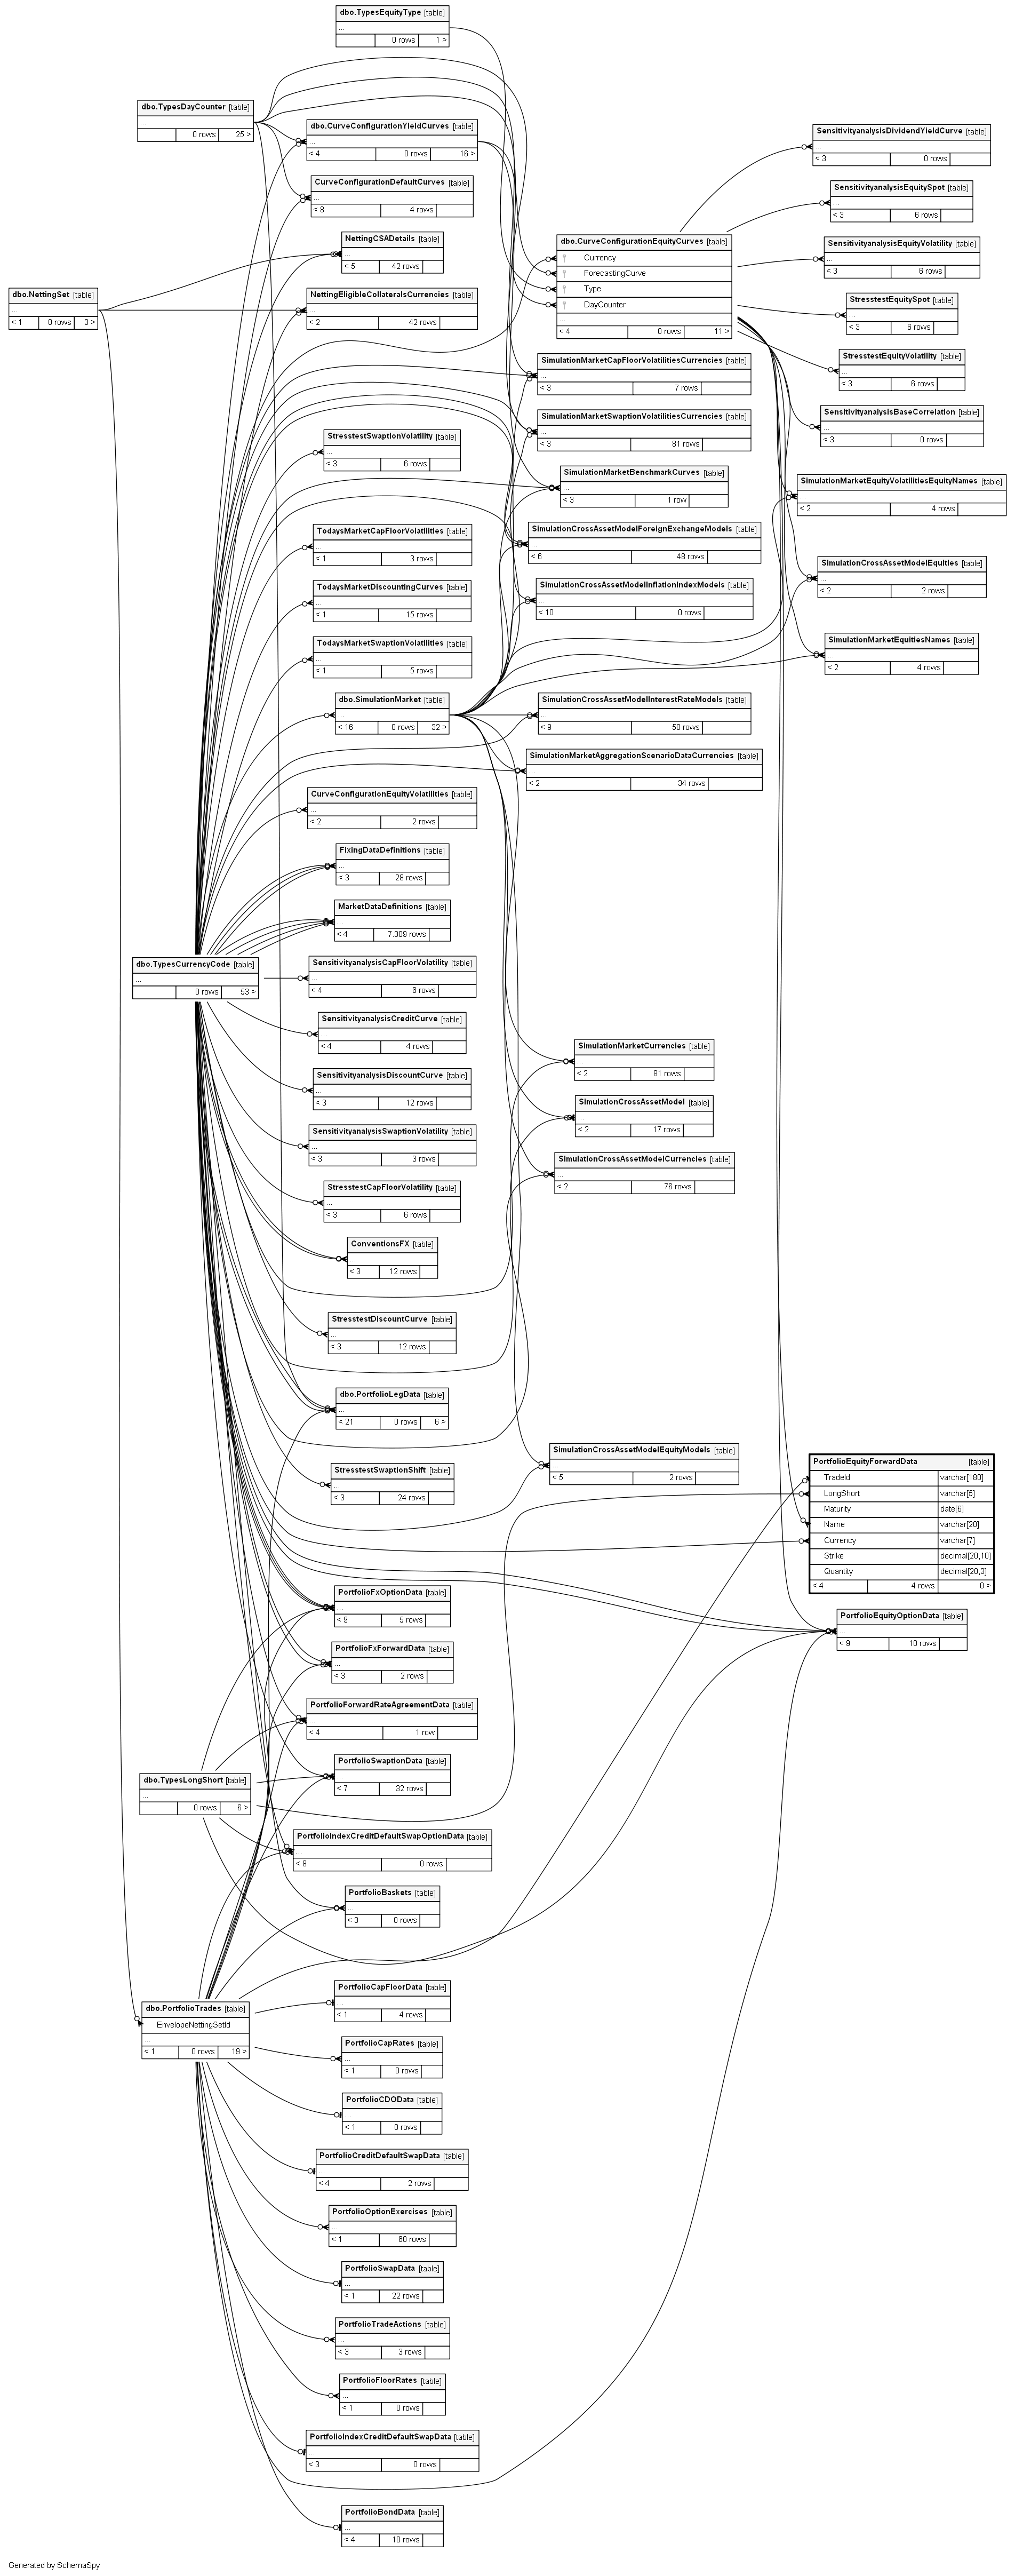 dbo.TypesEquityType [table]
...
0 rows 1 >
dbo.TypesDayCounter [table]
...
0 rows 25 >
dbo.CurveConfigurationYieldCurves [table]
...
< 4 0 rows 16 >
SensitivityanalysisDividendYieldCurve [table]
...
< 3 0 rows
CurveConfigurationDefaultCurves [table]
...
< 8 4 rows
SensitivityanalysisEquitySpot [table]
...
< 3 6 rows
NettingCSADetails [table]
...
< 5 42 rows
dbo.CurveConfigurationEquityCurves [table]
Currency
ForecastingCurve
Type
DayCounter
...
< 4 0 rows 11 >
SensitivityanalysisEquityVolatility [table]
...
< 3 6 rows
dbo.NettingSet [table]
...
< 1 0 rows 3 >
NettingEligibleCollateralsCurrencies [table]
...
< 2 42 rows
StresstestEquitySpot [table]
...
< 3 6 rows
SimulationMarketCapFloorVolatilitiesCurrencies [table]
...
< 3 7 rows
StresstestEquityVolatility [table]
...
< 3 6 rows
SimulationMarketSwaptionVolatilitiesCurrencies [table]
...
< 3 81 rows
SensitivityanalysisBaseCorrelation [table]
...
< 3 0 rows
StresstestSwaptionVolatility [table]
...
< 3 6 rows
SimulationMarketBenchmarkCurves [table]
...
< 3 1 row
SimulationMarketEquityVolatilitiesEquityNames [table]
...
< 2 4 rows
TodaysMarketCapFloorVolatilities [table]
...
< 1 3 rows
SimulationCrossAssetModelForeignExchangeModels [table]
...
< 6 48 rows
SimulationCrossAssetModelEquities [table]
...
< 2 2 rows
TodaysMarketDiscountingCurves [table]
...
< 1 15 rows
SimulationCrossAssetModelInflationIndexModels [table]
...
< 10 0 rows
TodaysMarketSwaptionVolatilities [table]
...
< 1 5 rows
SimulationMarketEquitiesNames [table]
...
< 2 4 rows
dbo.SimulationMarket [table]
...
< 16 0 rows 32 >
SimulationCrossAssetModelInterestRateModels [table]
...
< 9 50 rows
SimulationMarketAggregationScenarioDataCurrencies [table]
...
< 2 34 rows
CurveConfigurationEquityVolatilities [table]
...
< 2 2 rows
FixingDataDefinitions [table]
...
< 3 28 rows
MarketDataDefinitions [table]
...
< 4 7.309 rows
dbo.TypesCurrencyCode [table]
...
0 rows 53 >
SensitivityanalysisCapFloorVolatility [table]
...
< 4 6 rows
SensitivityanalysisCreditCurve [table]
...
< 4 4 rows
SimulationMarketCurrencies [table]
...
< 2 81 rows
SensitivityanalysisDiscountCurve [table]
...
< 3 12 rows
SimulationCrossAssetModel [table]
...
< 2 17 rows
SensitivityanalysisSwaptionVolatility [table]
...
< 3 3 rows
SimulationCrossAssetModelCurrencies [table]
...
< 2 76 rows
StresstestCapFloorVolatility [table]
...
< 3 6 rows
ConventionsFX [table]
...
< 3 12 rows
StresstestDiscountCurve [table]
...
< 3 12 rows
dbo.PortfolioLegData [table]
...
< 21 0 rows 6 >
SimulationCrossAssetModelEquityModels [table]
...
< 5 2 rows
PortfolioEquityForwardData [table]
TradeId varchar[180]
LongShort varchar[5]
Maturity date[6]
Name varchar[20]
Currency varchar[7]
Strike decimal[20,10]
Quantity decimal[20,3]
< 4 4 rows 0 >
StresstestSwaptionShift [table]
...
< 3 24 rows
PortfolioFxOptionData [table]
...
< 9 5 rows
PortfolioEquityOptionData [table]
...
< 9 10 rows
PortfolioFxForwardData [table]
...
< 3 2 rows
PortfolioForwardRateAgreementData [table]
...
< 4 1 row
PortfolioSwaptionData [table]
...
< 7 32 rows
dbo.TypesLongShort [table]
...
0 rows 6 >
PortfolioIndexCreditDefaultSwapOptionData [table]
...
< 8 0 rows
PortfolioBaskets [table]
...
< 3 0 rows
PortfolioCapFloorData [table]
...
< 1 4 rows
dbo.PortfolioTrades [table]
EnvelopeNettingSetId
...
< 1 0 rows 19 >
PortfolioCapRates [table]
...
< 1 0 rows
PortfolioCDOData [table]
...
< 1 0 rows
PortfolioCreditDefaultSwapData [table]
...
< 4 2 rows
PortfolioOptionExercises [table]
...
< 1 60 rows
PortfolioSwapData [table]
...
< 1 22 rows
PortfolioTradeActions [table]
...
< 3 3 rows
PortfolioFloorRates [table]
...
< 1 0 rows
PortfolioIndexCreditDefaultSwapData [table]
...
< 3 0 rows
PortfolioBondData [table]
...
< 4 10 rows
Generated by SchemaSpy